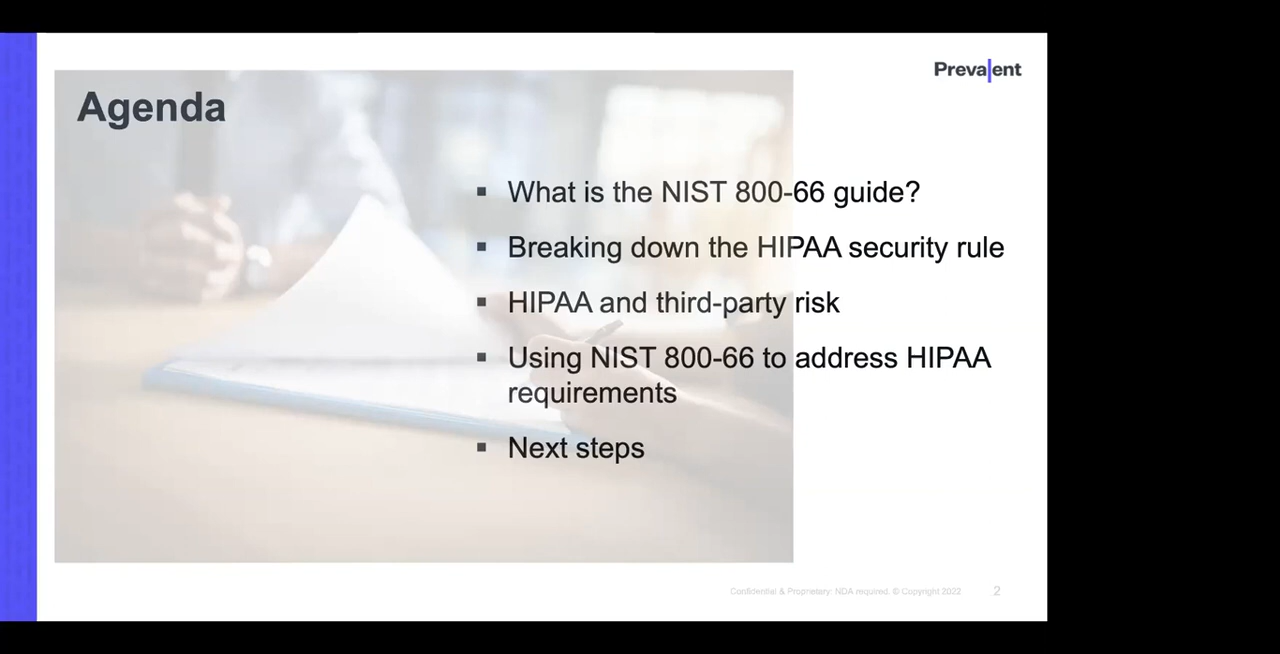 Prevalent
Agenda
▪ What is the NIST 800-66 guide?
▪ Breaking down the HIPAA security rule
▪ HIPAA and third-party risk
▪ Using NIST 800-66 to address HIPAA
requirements
▪ Next steps
Confidential & Proprietary: NDA required. © Copyright 2022 2